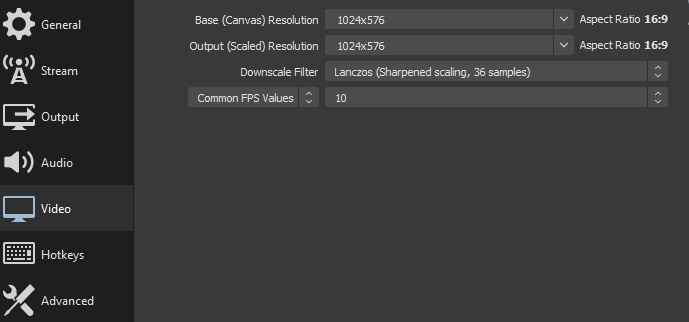 General
Stream
Output
Audio
Video
Hotkeys
Advanced
Base (Canvas) Resolution 1024x576 Aspect Ratio 16:9
Output (Scaled) Resolution 1024x576 Aspect Ratio 16:9
Downscale Filter Lanczos (Sharpened scaling, 36 samples)
Common FPS Values 10